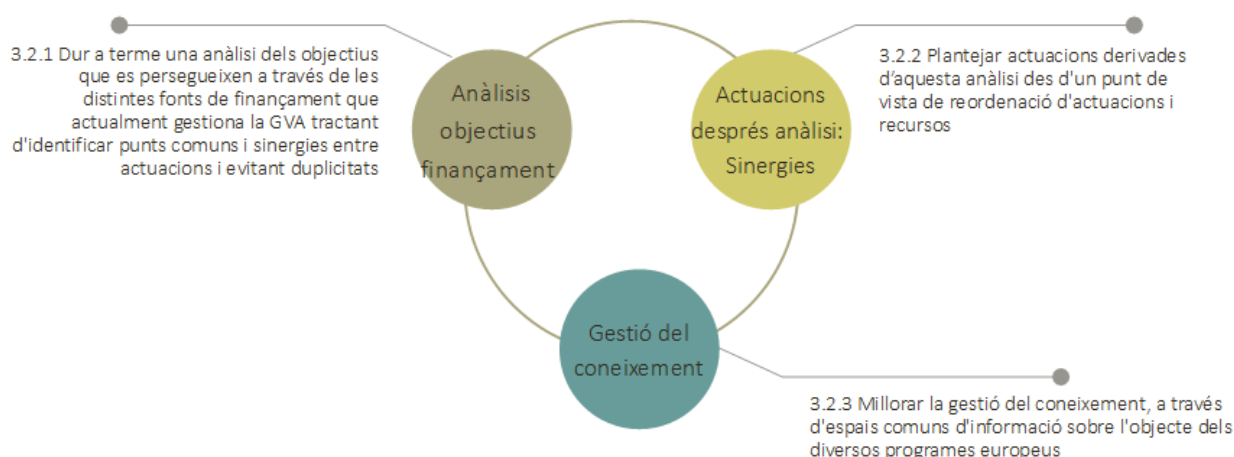 3.2.1 Dur a terme una anàlisi dels objectius
que es persegueixen a través de les
distintes fonts de finançament que
actualment gestiona la GVA tractant
d'identificar punts comuns i sinergies entre
actuacions i evitant duplicitats
Anàlisis
objectius
finançament
Actuacions
després anàlisi:
Sinergies
3.2.2 Plantejar actuacions derivades
d’aquesta anàlisi des d'un punt de
vista de reordenació d'actuacions i
recursos
Gestió del
coneixement
3.2.3 Millorar la gestió del coneixement, a través
d'espais comuns d'informació sobre l'objecte dels
diversos programes europeus